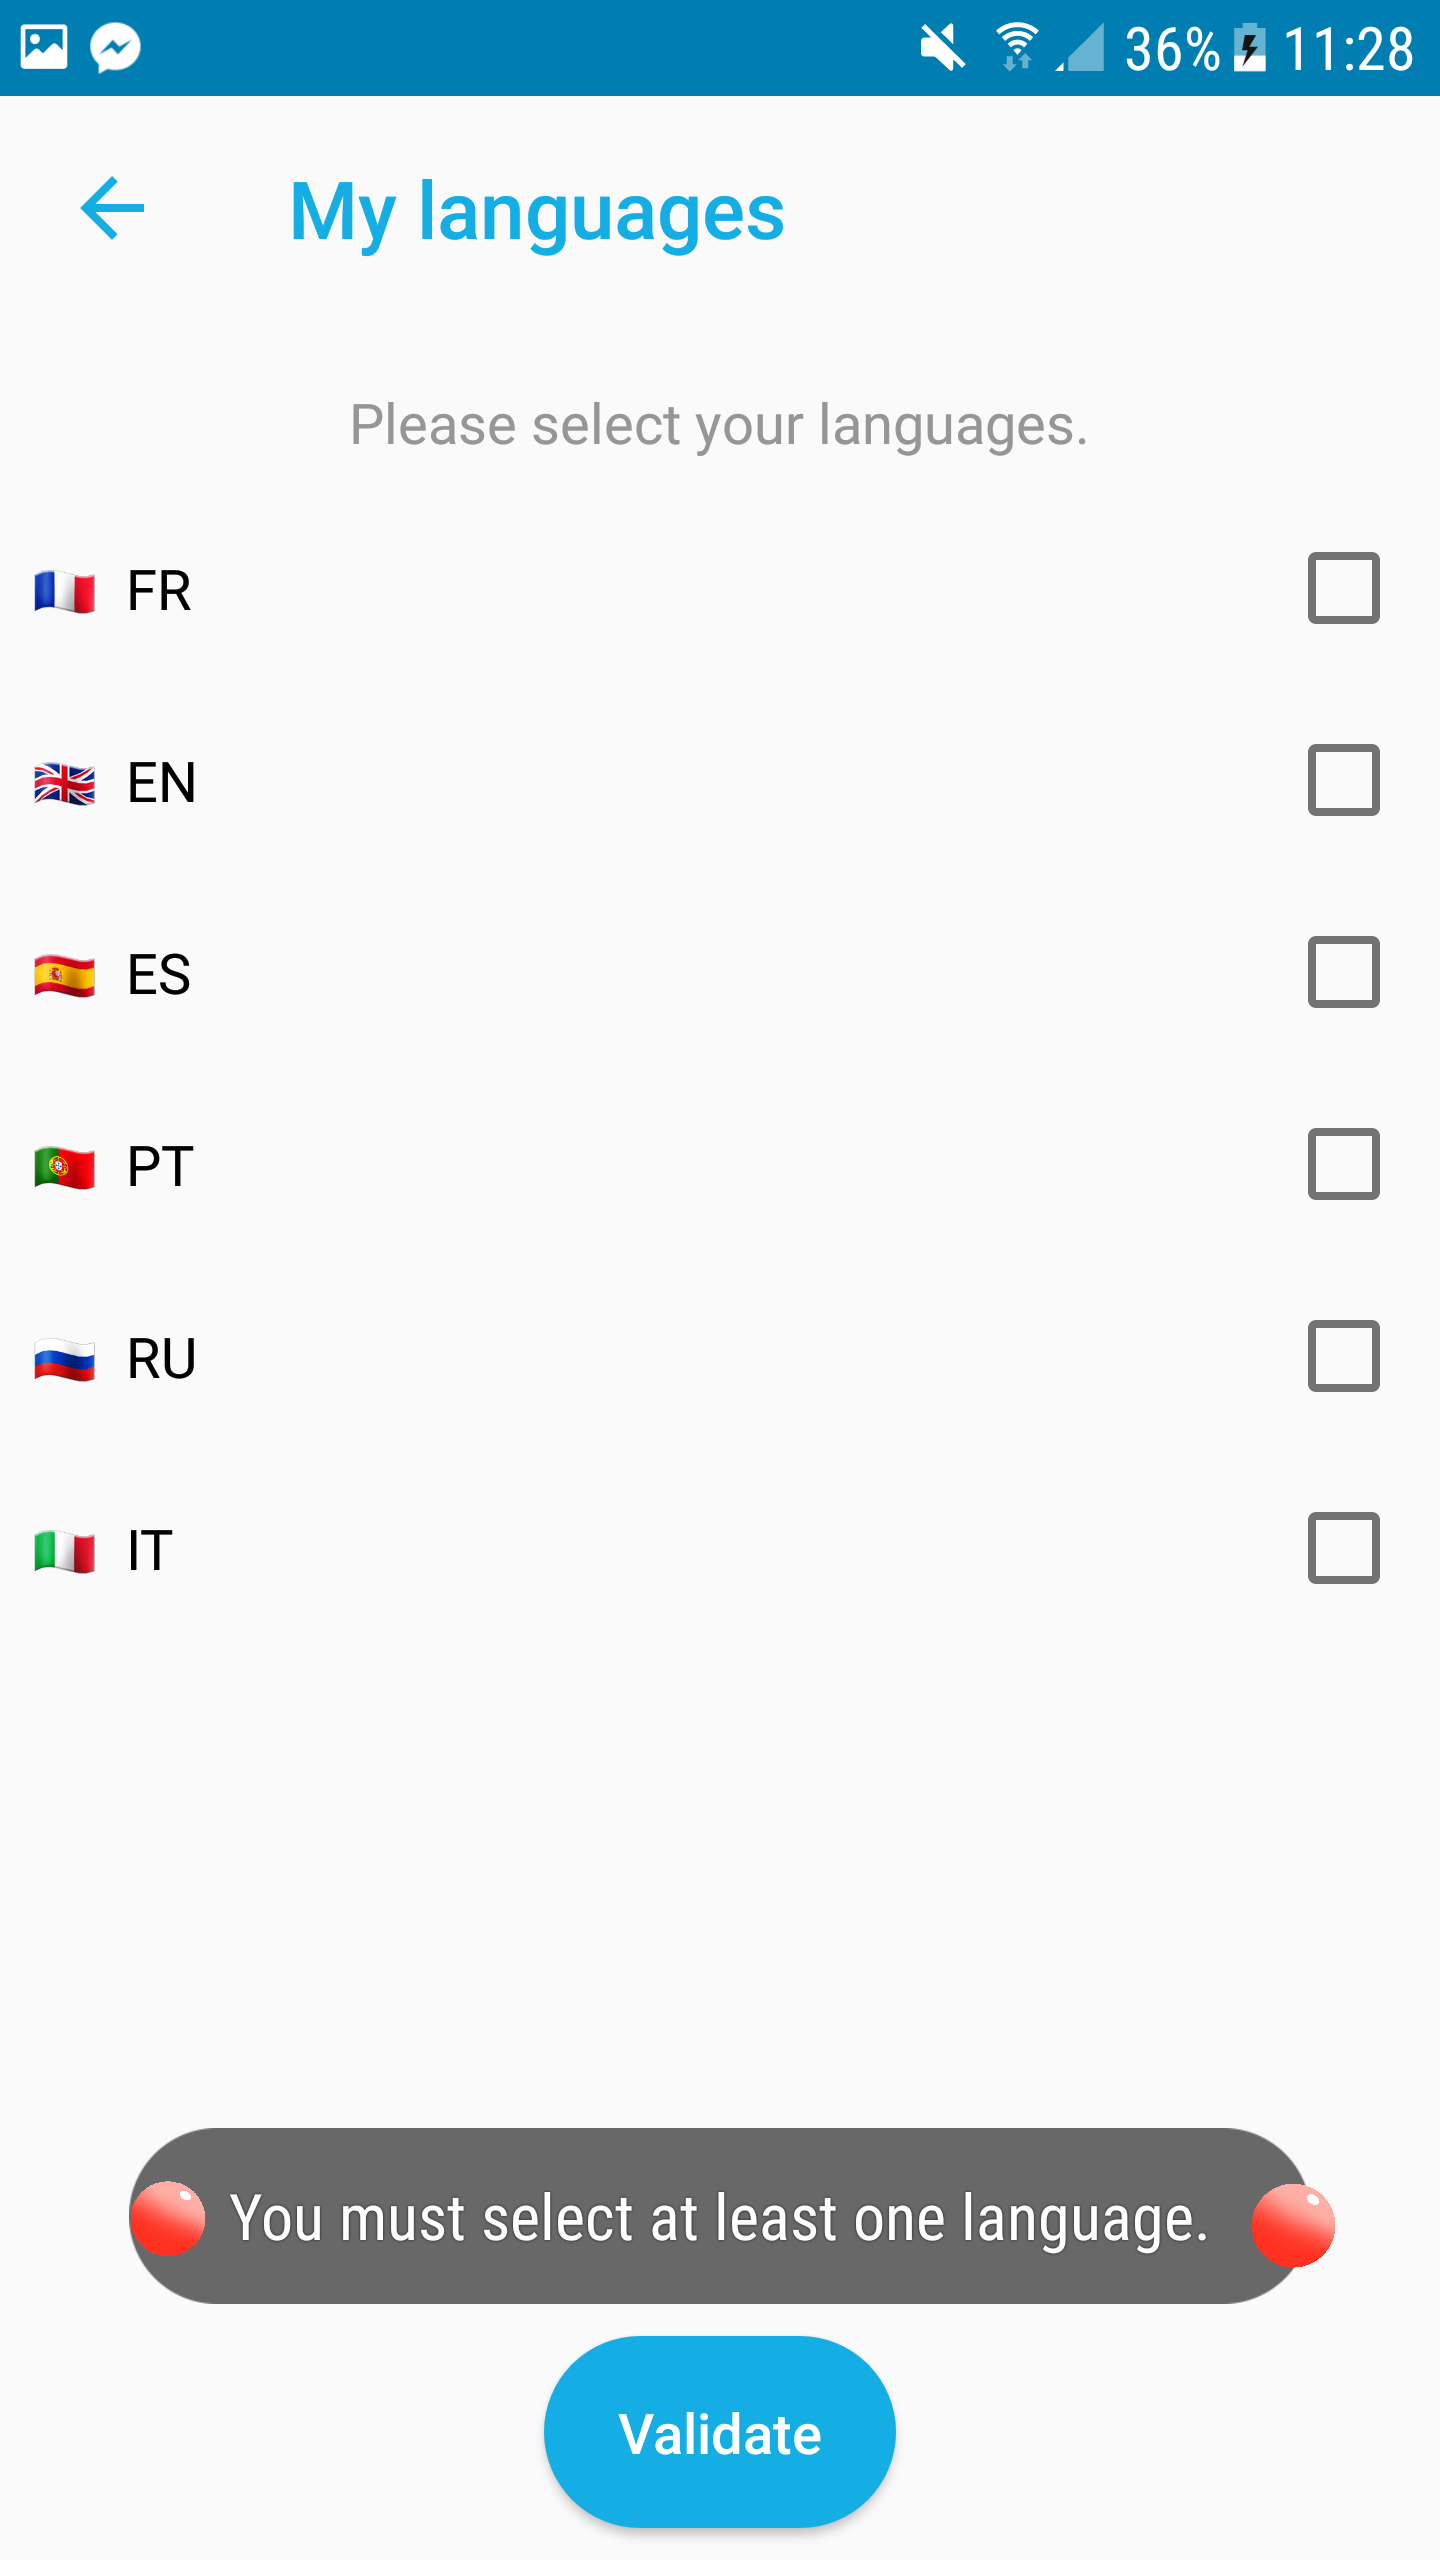 36% 11:28
My languages
Please select your languages.
FR
EN
ES
PT
RU
IT
You must select at least one language.
Validate